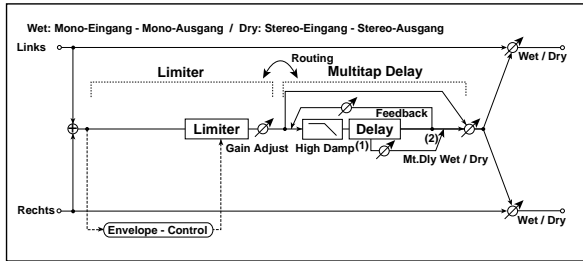 Wet: Mono-Eingang - Mono-Ausgang / Dry: Stereo-Eingang - Stereo-Ausgang
Links
Wet / Dry
Routing
Limiter
Multitap Delay
Feedback
Limiter
Delay
Gain Adjust
High Damp
(1)
(2)
Mt.Dly Wet / Dry
Rechts
Wet / Dry
Envelope - Control